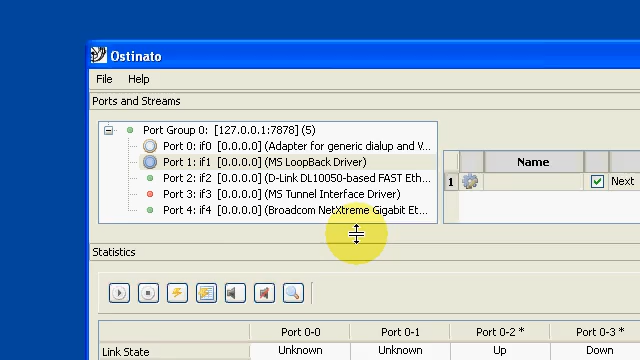 Ostinato
File Help
Ports and Streams
Port Group 0: [127.0.0.1:7878] (5)
Port 0: if0 [0.0.0.0] (Adapter for generic dialup and V...
Port 1: if1 [0.0.0.0] (MS LoopBack Driver)
Port 2: if2 [0.0.0.0] (D-Link DL10050-based FAST Eth...
Port 3: if3 [0.0.0.0] (MS Tunnel Interface Driver)
Port 4: if4 [0.0.0.0] (Broadcom NetXtreme Gigabit Et...
Name
1 Next
Statistics
Port 0-0 Port 0-1 Port 0-2 * Port 0-3 *
Link State Unknown Unknown Up Down